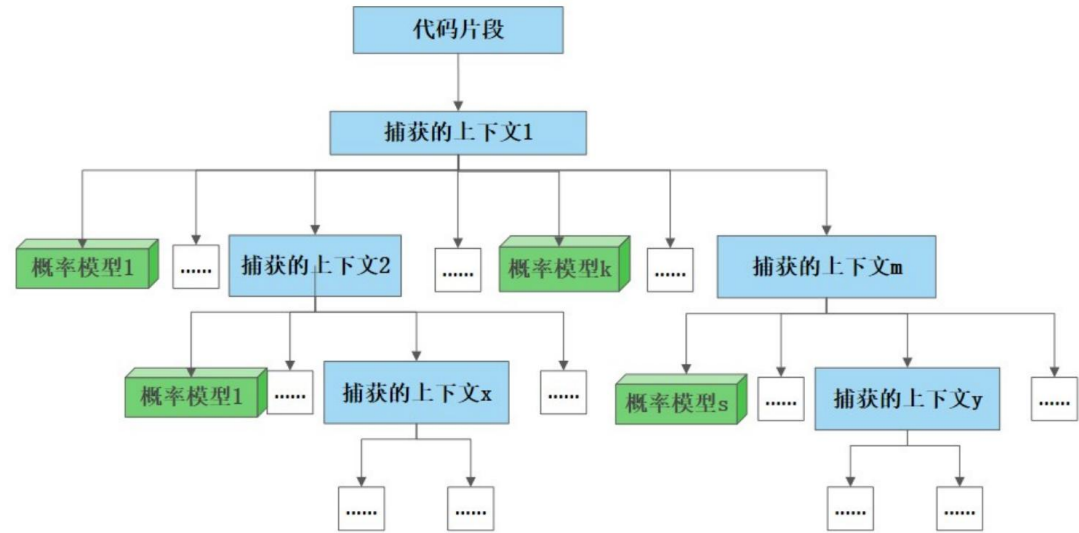 代码片段
捕获的上下文1
概率模型1
......
捕获的上下文2
......
概率模型k
......
捕获的上下文m
概率模型l
......
捕获的上下文x
......
概率模型s
......
捕获的上下文y
......
......
......
......
......